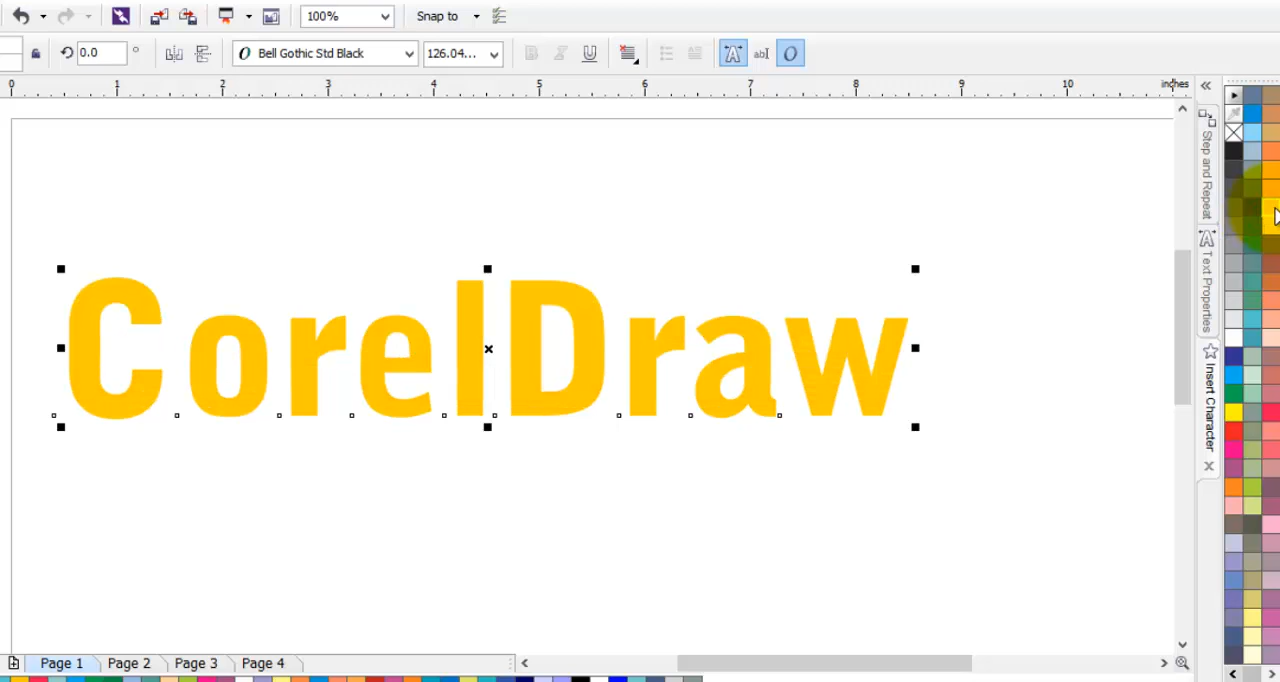 100%
Snap to
0.0
O Bell Gothic Std Black
126.04...
abI
O
0 1 2 3 4 5 6 7 8 9 10 inches
Step and Repeat
Text Properties
Insert Character
CorelDraw
Page 1 Page 2 Page 3 Page 4